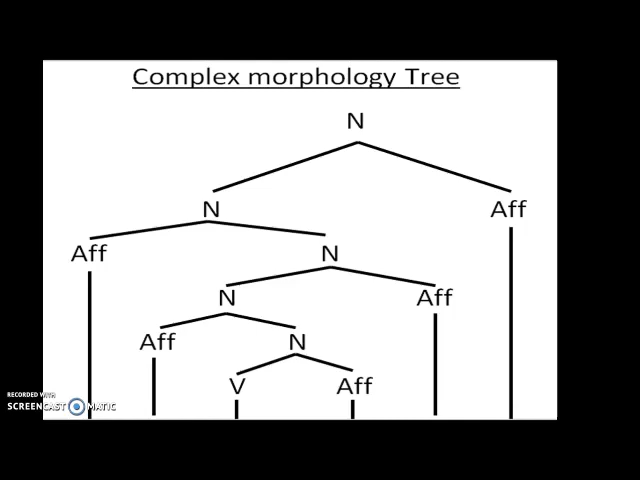 Complex morphology Tree
N
N Aff
Aff N
N Aff
Aff N
V Aff
RECORDED WITH
SCREENCAST MATIC